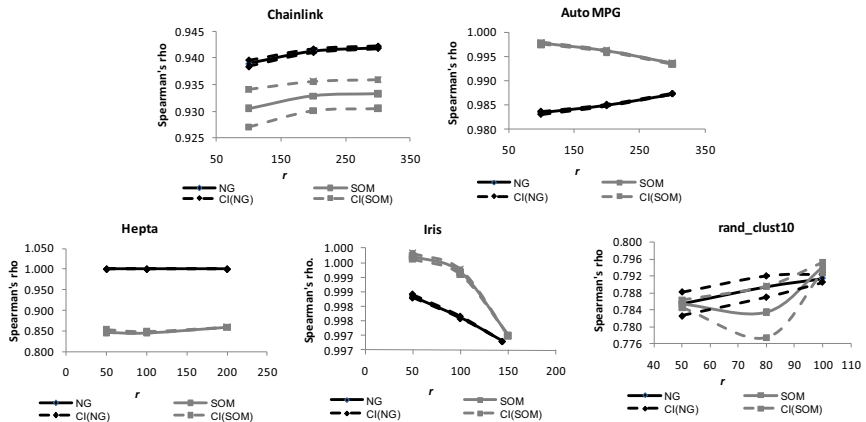 Chainlink
Spearman's rho
0.945
0.940
0.935
0.930
0.925
50 150 250 350
r
NG SOM
CI(NG) CI(SOM)
Auto MPG
Spearman's rho
1.000
0.995
0.990
0.985
0.980
50 150 250 350
r
NG SOM
CI(NG) CI(SOM)
Hepta
Spearman's rho
1.050
1.000
0.950
0.900
0.850
0.800
0 50 100 150 200 250
r
NG SOM
CI(NG) CI(SOM)
Iris
Spearman's rho.
1.000
1.000
0.999
0.999
0.998
0.998
0.997
0.997
0 50 100 150 200
r
NG SOM
CI(NG) CI(SOM)
rand_clust10
Spearman's rho
0.800
0.792
0.784
0.776
40 50 60 70 80 90 100 110
r
NG SOM
CI(NG) CI(SOM)